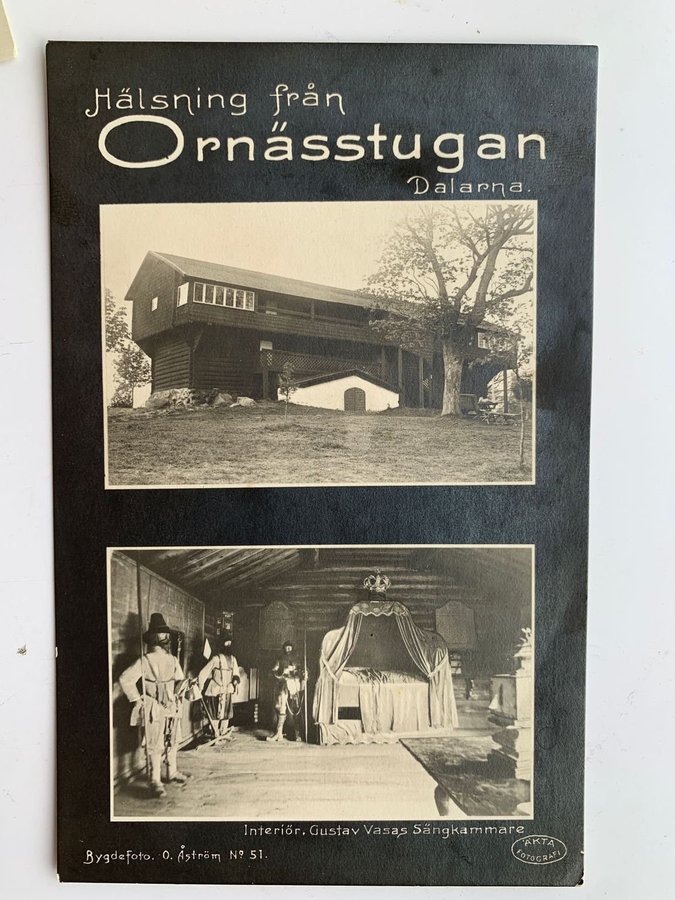 Hälsning från
Ornässtugan
Dalarna.
Interiör, Gustav Vasas Sängkammare
Bygdefoto. O. Åström Nº 51.
ÄKTA
FOTOGRAFI